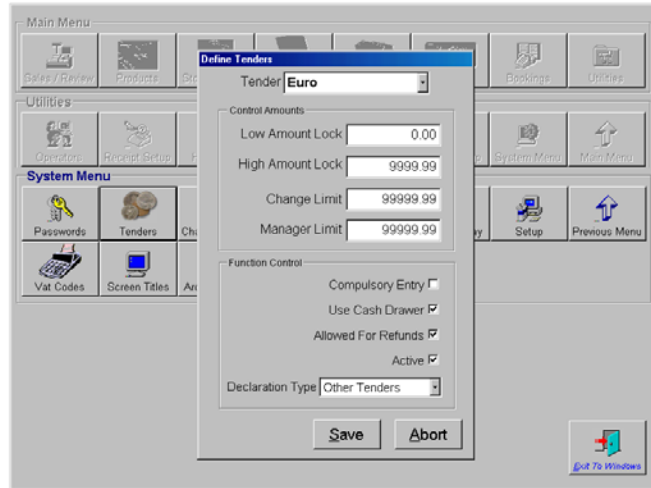 Main Menu
Sales / Review
Products
Bookings
Utilities
Utilities
Operators
Receipt Setup
System Menu
Main Menu
System Menu
Passwords
Tenders
Setup
Previous Menu
Vat Codes
Screen Titles
Define Tenders
Tender Euro
Control Amounts
Low Amount Lock 0.00
High Amount Lock 9999.99
Change Limit 99999.99
Manager Limit 99999.99
Function Control
Compulsory Entry
Use Cash Drawer
Allowed For Refunds
Active
Declaration Type Other Tenders
Save Abort
Exit To Windows